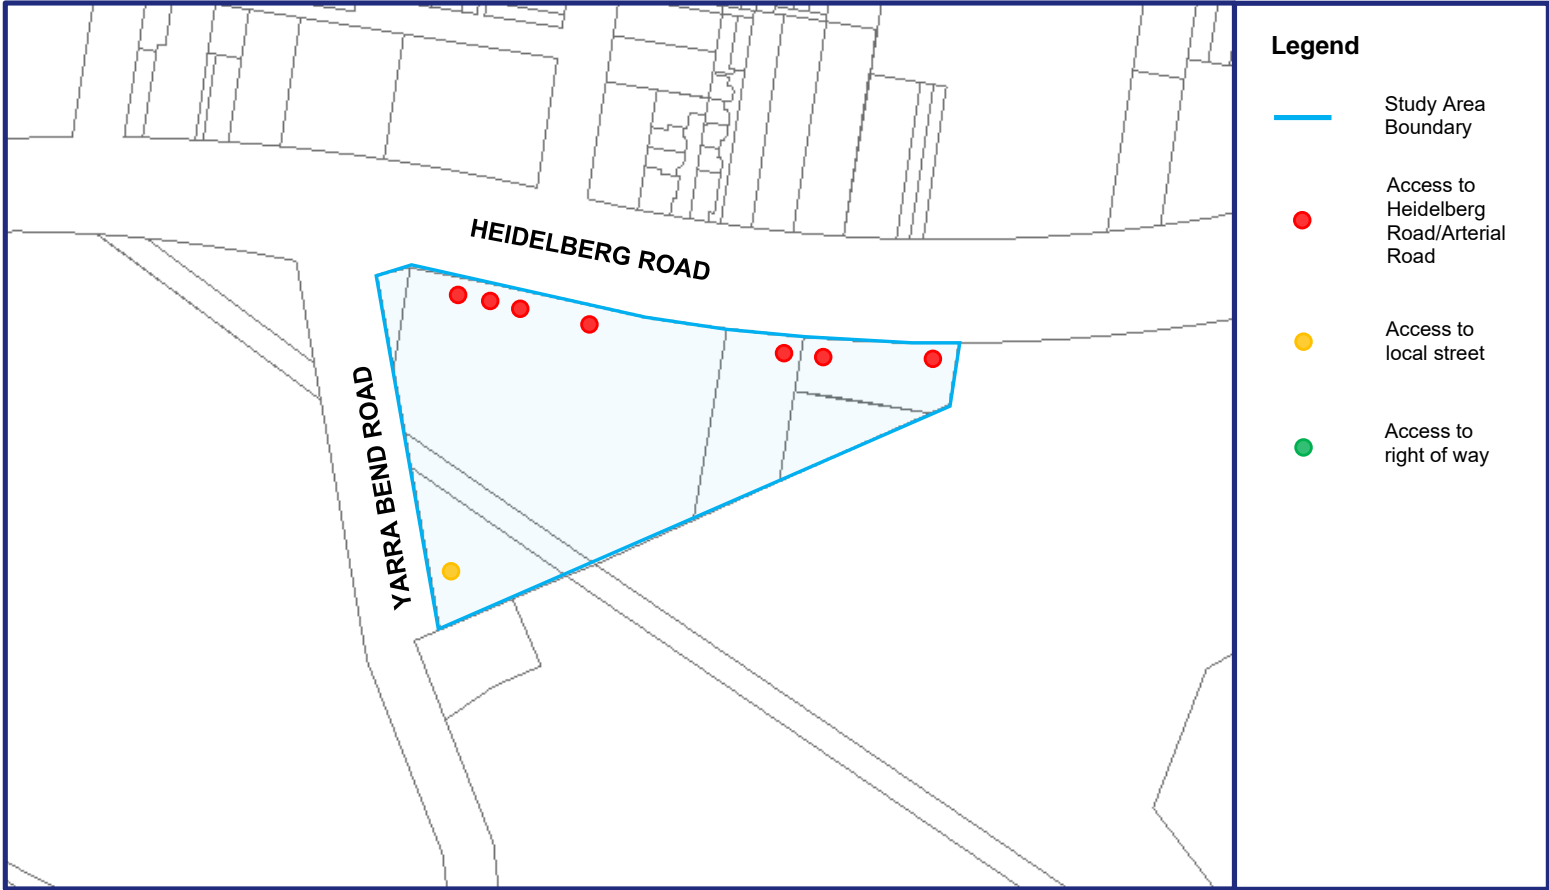 HEIDELBERG ROAD
YARRA BEND ROAD
Legend
Study Area
Boundary
Access to
Heidelberg
Road/Arterial
Road
Access to
local street
Access to
right of way